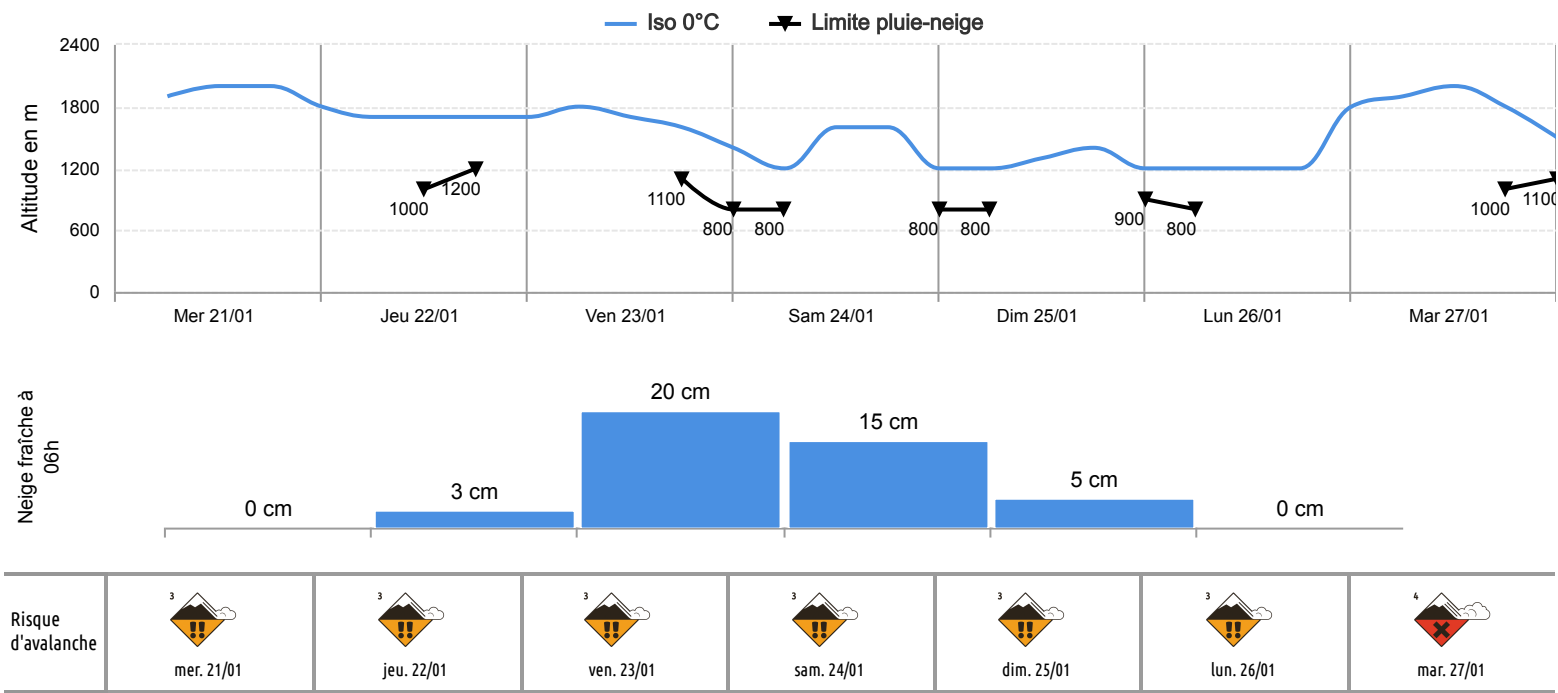 Iso 0°C Limite pluie-neige
2400
1800
1200
600
0
Altitude en m
1000 1200 1100 800 800 800 800 900 800 1000 1100
Mer 21/01 Jeu 22/01 Ven 23/01 Sam 24/01 Dim 25/01 Lun 26/01 Mar 27/01
Neige fraîche à
06h
0 cm 3 cm 20 cm 15 cm 5 cm 0 cm
Risque
d'avalanche
3 3 3 3 3 3 4
mer. 21/01 jeu. 22/01 ven. 23/01 sam. 24/01 dim. 25/01 lun. 26/01 mar. 27/01